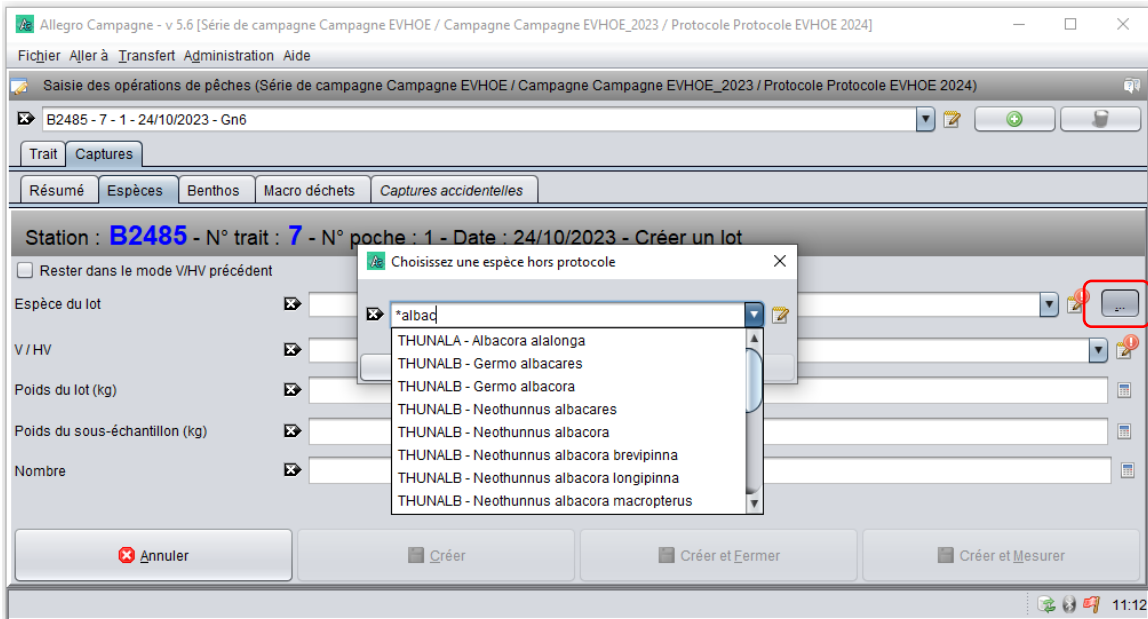 Allegro Campagne - v 5.6 [Série de campagne Campagne EVHOE / Campagne Campagne EVHOE_2023 / Protocole Protocole EVHOE 2024]
Fichier Aller à Transfert Administration Aide
Saisie des opérations de pêches (Série de campagne Campagne EVHOE / Campagne Campagne EVHOE_2023 / Protocole Protocole EVHOE 2024)
B2485 - 7 - 1 - 24/10/2023 - Gn6
Trait Captures
Résumé Espèces Benthos Macro déchets Captures accidentelles
Station : B2485 - N° trait : 7 - N° poche : 1 - Date : 24/10/2023 - Créer un lot
Rester dans le mode V/HV précédent
Choisissez une espèce hors protocole
Espèce du lot
...
*albac
THUNALA - Albacora alalonga
V / HV
THUNALB - Germo albacares
THUNALB - Germo albacora
Poids du lot (kg)
THUNALB - Neothunnus albacares
THUNALB - Neothunnus albacora
Poids du sous-échantillon (kg)
THUNALB - Neothunnus albacora brevipinna
THUNALB - Neothunnus albacora longipinna
Nombre
THUNALB - Neothunnus albacora macropterus
Annuler Créer Créer et Fermer Créer et Mesurer
11:12